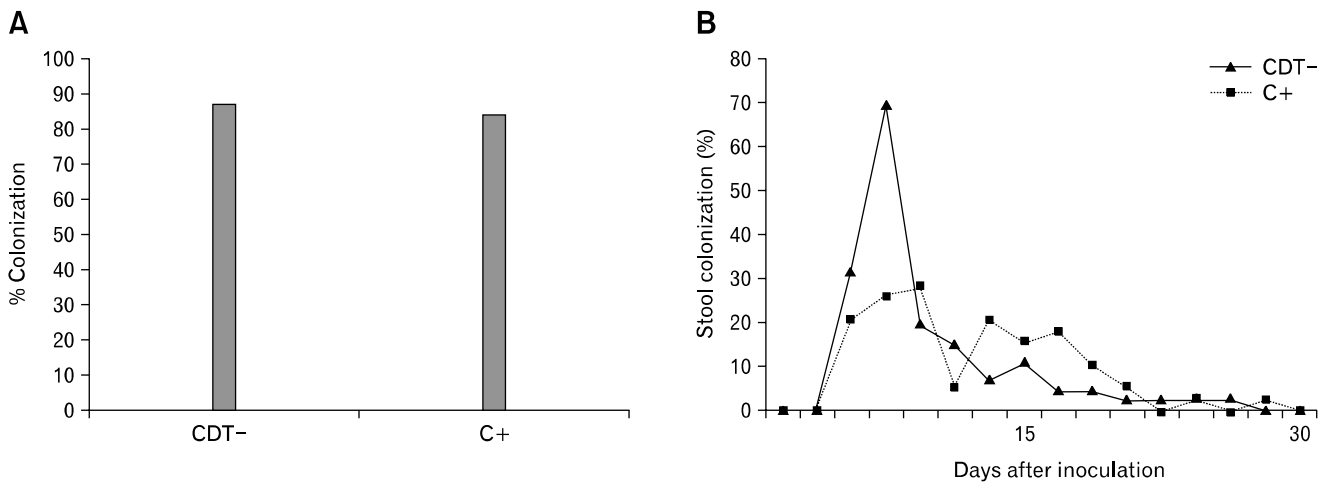 A
% Colonization
100
90
80
70
60
50
40
30
20
10
0
CDT−
C+
B
Stool colonization (%)
80
70
60
50
40
30
20
10
0
CDT−
C+
15
30
Days after inoculation